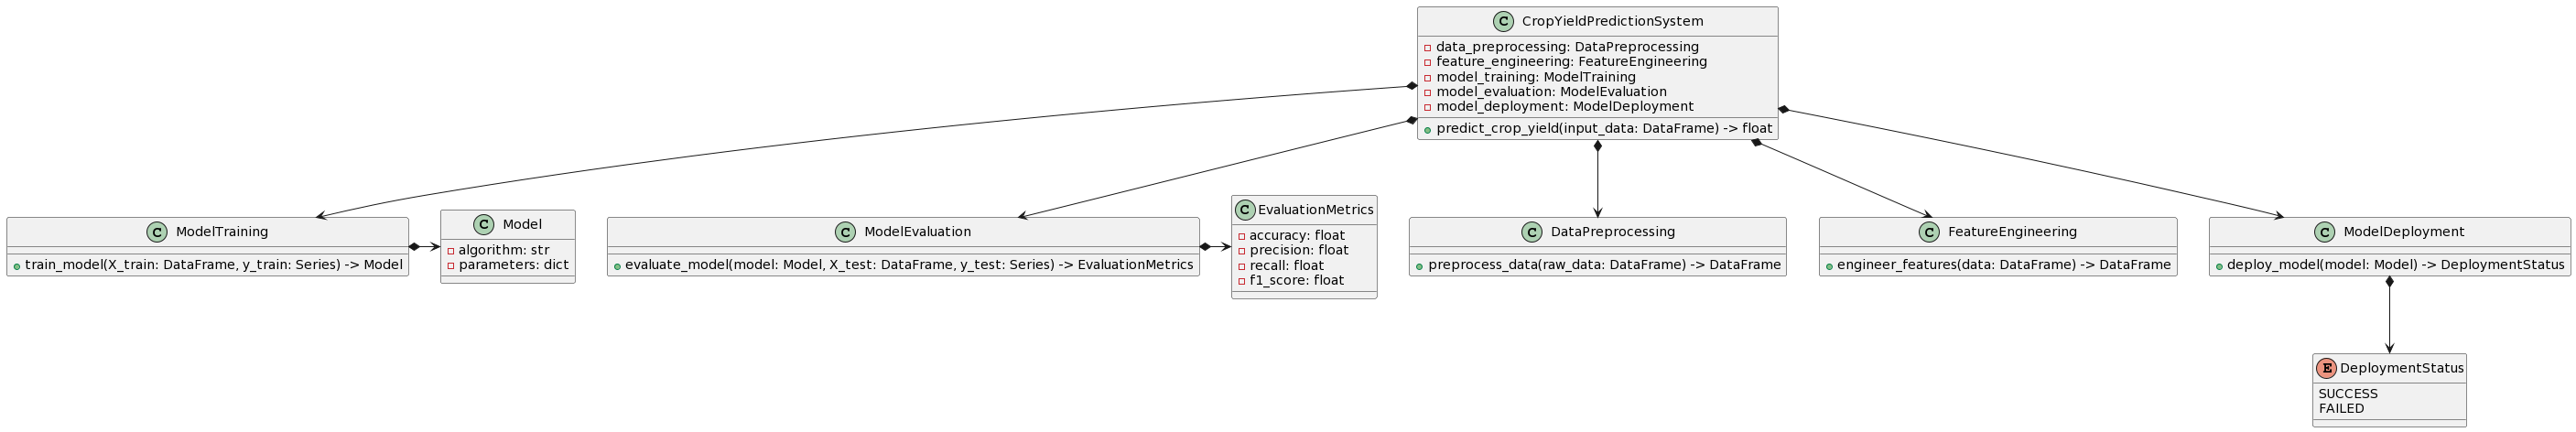 C CropYieldPredictionSystem
data_preprocessing: DataPreprocessing
feature_engineering: FeatureEngineering
model_training: ModelTraining
model_evaluation: ModelEvaluation
model_deployment: ModelDeployment
predict_crop_yield(input_data: DataFrame) -> float
C ModelTraining
train_model(X_train: DataFrame, y_train: Series) -> Model
C Model
algorithm: str
parameters: dict
C ModelEvaluation
evaluate_model(model: Model, X_test: DataFrame, y_test: Series) -> EvaluationMetrics
C EvaluationMetrics
accuracy: float
precision: float
recall: float
f1_score: float
C DataPreprocessing
preprocess_data(raw_data: DataFrame) -> DataFrame
C FeatureEngineering
engineer_features(data: DataFrame) -> DataFrame
C ModelDeployment
deploy_model(model: Model) -> DeploymentStatus
E DeploymentStatus
SUCCESS
FAILED